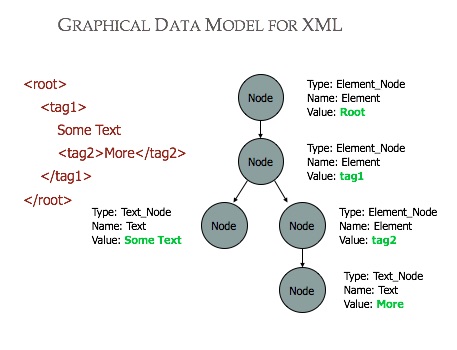 GRAPHICAL DATA MODEL FOR XML
<root>
<tag1>
Some Text
<tag2>More</tag2>
</tag1>
</root>
Node
Type: Element_Node
Name: Element
Value: Root
Node
Type: Element_Node
Name: Element
Value: tag1
Type: Text_Node
Name: Text
Value: Some Text
Node
Node
Type: Element_Node
Name: Element
Value: tag2
Node
Type: Text_Node
Name: Text
Value: More